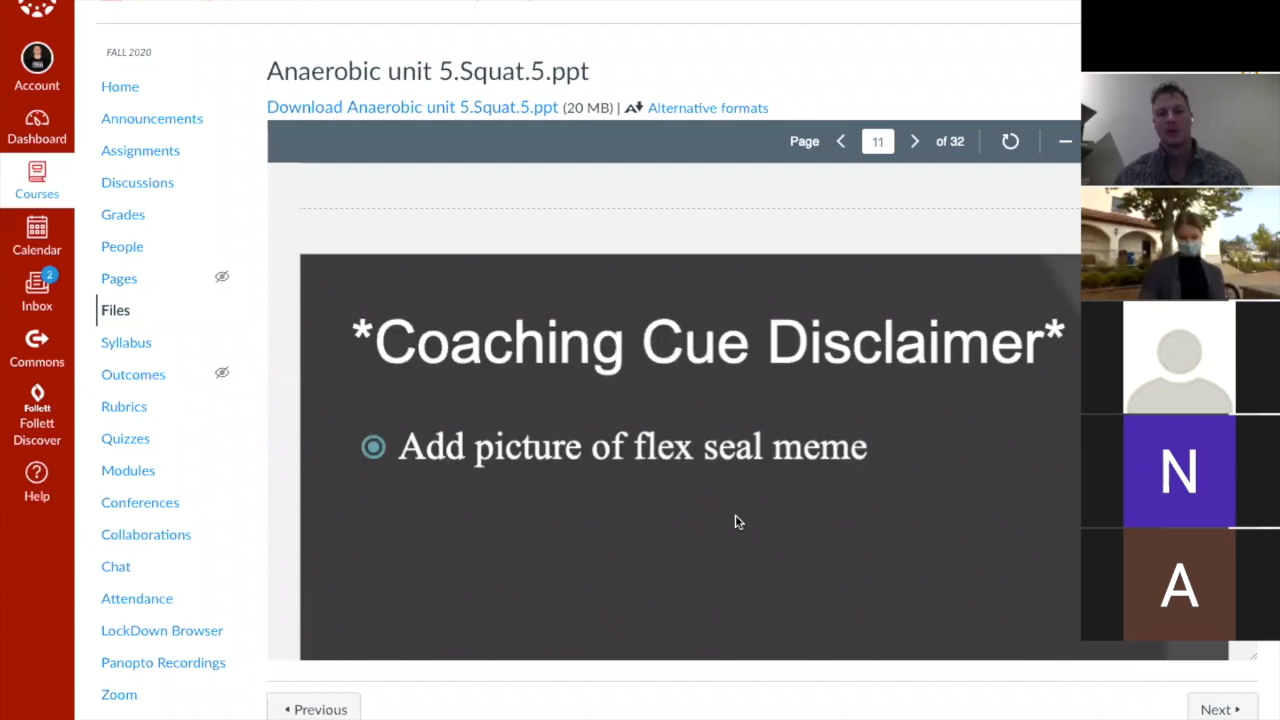 Account
Dashboard
Courses
Calendar
2
Inbox
Commons
Follett
Follett
Discover
Help
FALL 2020
Home
Announcements
Assignments
Discussions
Grades
People
Pages
Files
Syllabus
Outcomes
Rubrics
Quizzes
Modules
Conferences
Collaborations
Chat
Attendance
LockDown Browser
Panopto Recordings
Zoom
Anaerobic unit 5.Squat.5.ppt
Download Anaerobic unit 5.Squat.5.ppt (20 MB) | A Alternative formats
Page 11 of 32
*Coaching Cue Disclaimer*
Add picture of flex seal meme
Previous
Next
N
A